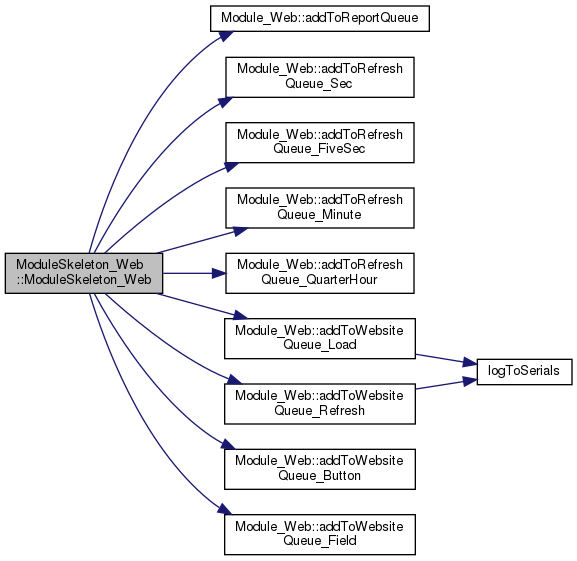 Module_Web::addToReportQueue
Module_Web::addToRefresh
Queue_Sec
Module_Web::addToRefresh
Queue_FiveSec
Module_Web::addToRefresh
Queue_Minute
ModuleSkeleton_Web
::ModuleSkeleton_Web
Module_Web::addToRefresh
Queue_QuarterHour
Module_Web::addToWebsite
Queue_Load
logToSerials
Module_Web::addToWebsite
Queue_Refresh
Module_Web::addToWebsite
Queue_Button
Module_Web::addToWebsite
Queue_Field